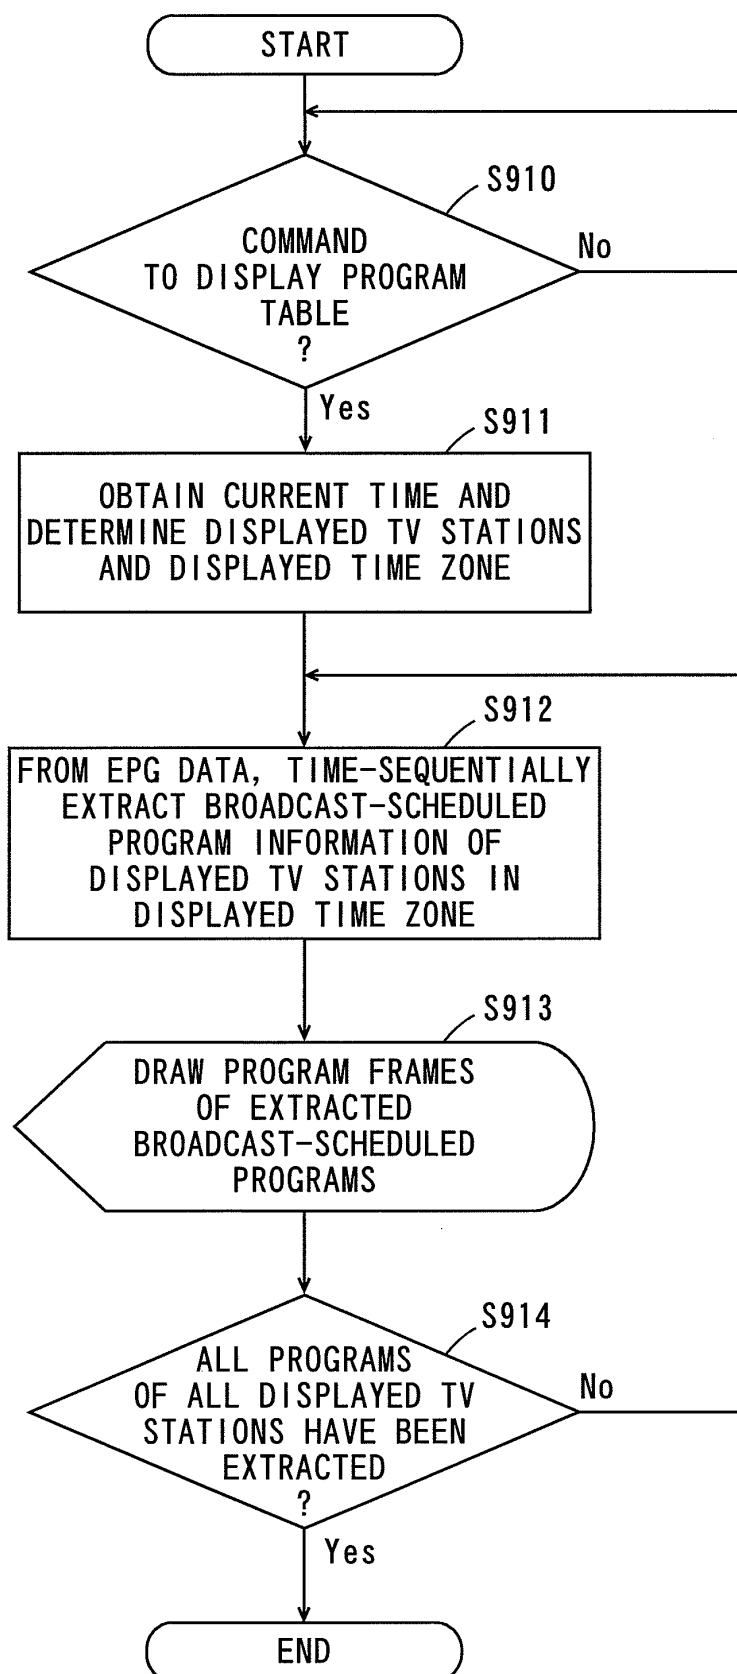 START
S910
COMMAND
TO DISPLAY PROGRAM
TABLE
?
No
Yes
S911
OBTAIN CURRENT TIME AND
DETERMINE DISPLAYED TV STATIONS
AND DISPLAYED TIME ZONE
S912
FROM EPG DATA, TIME-SEQUENTIALLY
EXTRACT BROADCAST-SCHEDULED
PROGRAM INFORMATION OF
DISPLAYED TV STATIONS IN
DISPLAYED TIME ZONE
S913
DRAW PROGRAM FRAMES
OF EXTRACTED
BROADCAST-SCHEDULED
PROGRAMS
S914
ALL PROGRAMS
OF ALL DISPLAYED TV
STATIONS HAVE BEEN
EXTRACTED
?
No
Yes
END